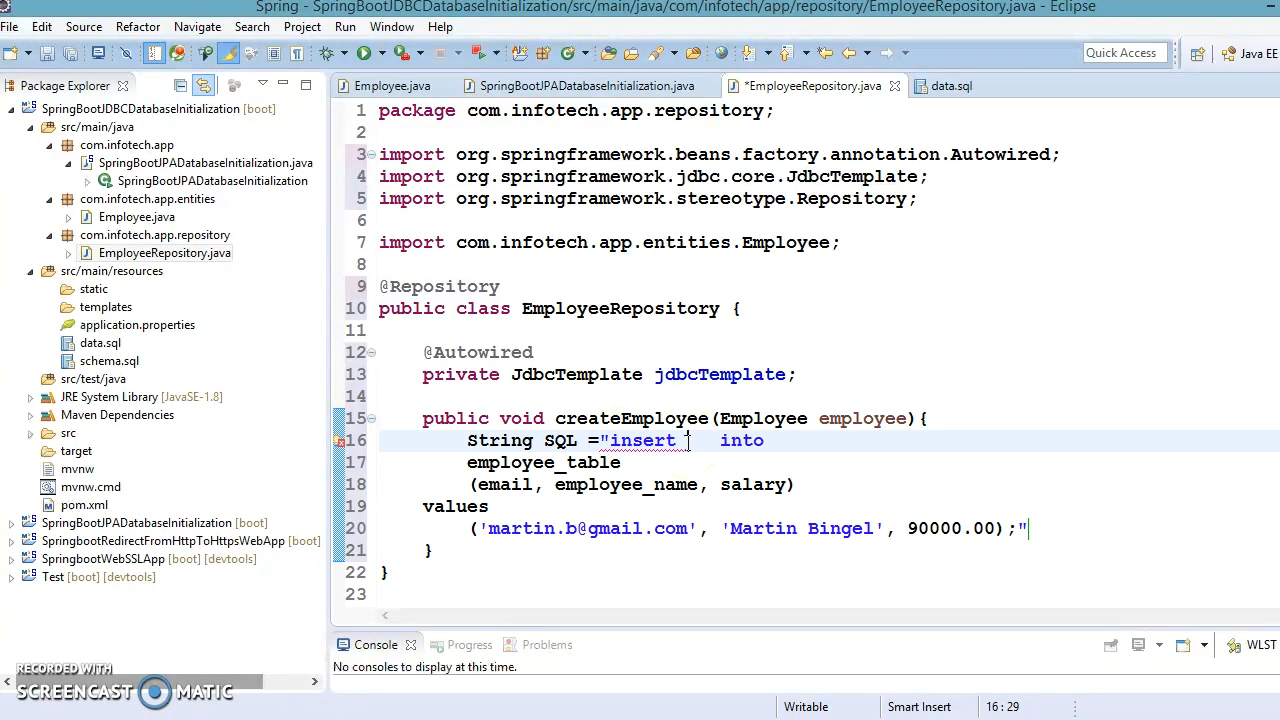 Spring - SpringBootJDBCDatabaseInitialization/src/main/java/com/infotech/app/repository/EmployeeRepository.java - Eclipse
File Edit Source Refactor Navigate Search Project Run Window Help
Quick Access
Java EE
Package Explorer
Employee.java
SpringBootJPADatabaseInitialization.java
*EmployeeRepository.java
data.sql
SpringBootJDBCDatabaseInitialization [boot]
src/main/java
com.infotech.app
SpringBootJPADatabaseInitialization.java
SpringBootJPADatabaseInitialization
com.infotech.app.entities
Employee.java
com.infotech.app.repository
EmployeeRepository.java
src/main/resources
static
templates
application.properties
data.sql
schema.sql
src/test/java
JRE System Library [JavaSE-1.8]
Maven Dependencies
src
target
mvnw
mvnw.cmd
pom.xml
SpringBootJPADatabaseInitialization [boot]
SpringbootRedirectFromHttpToHttpsWebApp [boot]
SpringbootWebSSLApp [boot] [devtools]
Test [boot] [devtools]
1 package com.infotech.app.repository;
2
3 import org.springframework.beans.factory.annotation.Autowired;
4 import org.springframework.jdbc.core.JdbcTemplate;
5 import org.springframework.stereotype.Repository;
6
7 import com.infotech.app.entities.Employee;
8
9 @Repository
10 public class EmployeeRepository {
11
12 @Autowired
13 private JdbcTemplate jdbcTemplate;
14
15 public void createEmployee(Employee employee){
16 String SQL ="insert into
17 employee_table
18 (email, employee_name, salary)
19 values
20 ('martin.b@gmail.com', 'Martin Bingel', 90000.00);"
21 }
22 }
23
Console
Progress
Problems
WLST
No consoles to display at this time.
RECORDED WITH
SCREENCAST MATIC
Writable
Smart Insert
16 : 29